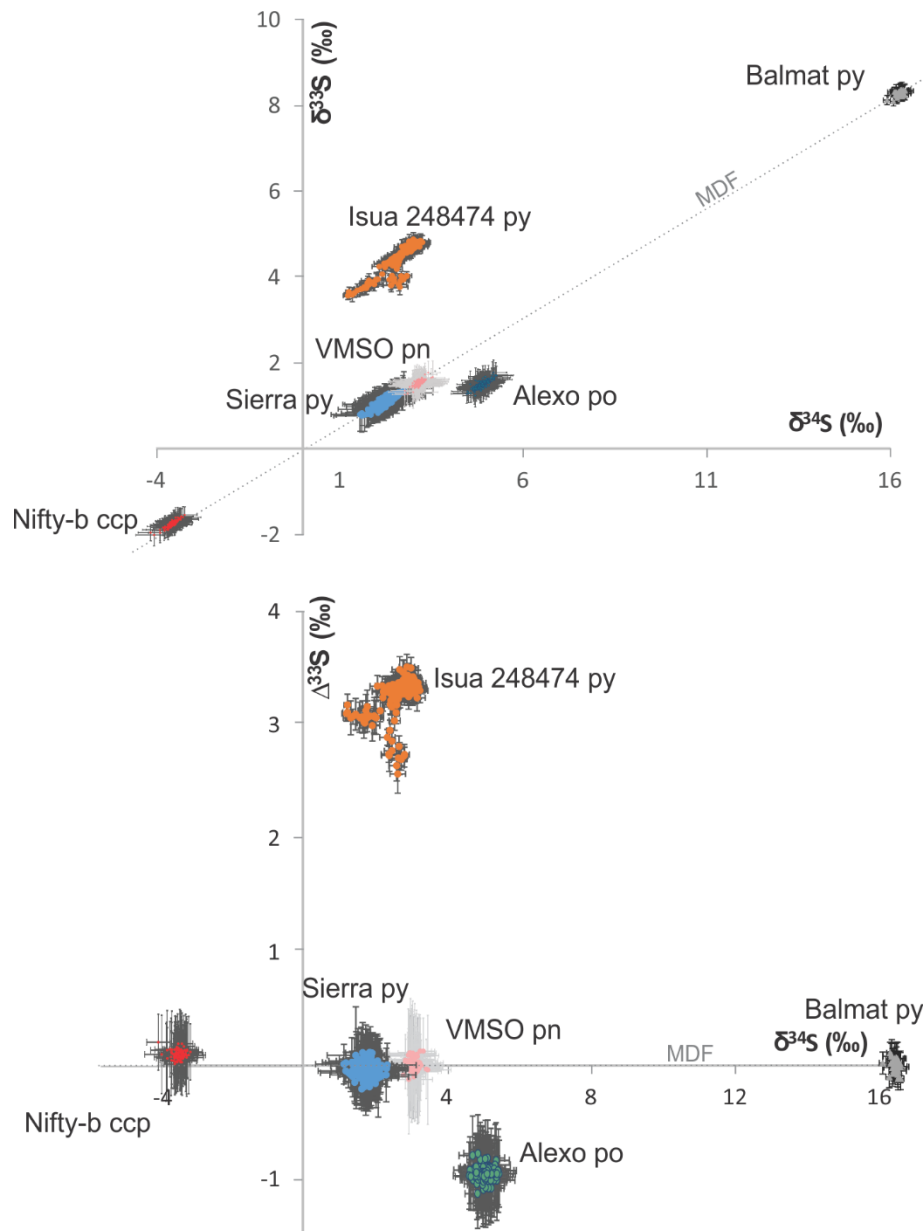 10
δ³³S (‰)
Balmat py
8
MDF
6
Isua 248474 py
4
VMSO pn
2
Sierra py
Alexo po
δ³⁴S (‰)
-4
1
6
11
16
Nifty-b ccp
-2
4
Δ³³S (‰)
Isua 248474 py
3
2
1
Sierra py
VMSO pn
Balmat py
δ³⁴S (‰)
MDF
-4
4
8
12
16
Nifty-b ccp
Alexo po
-1